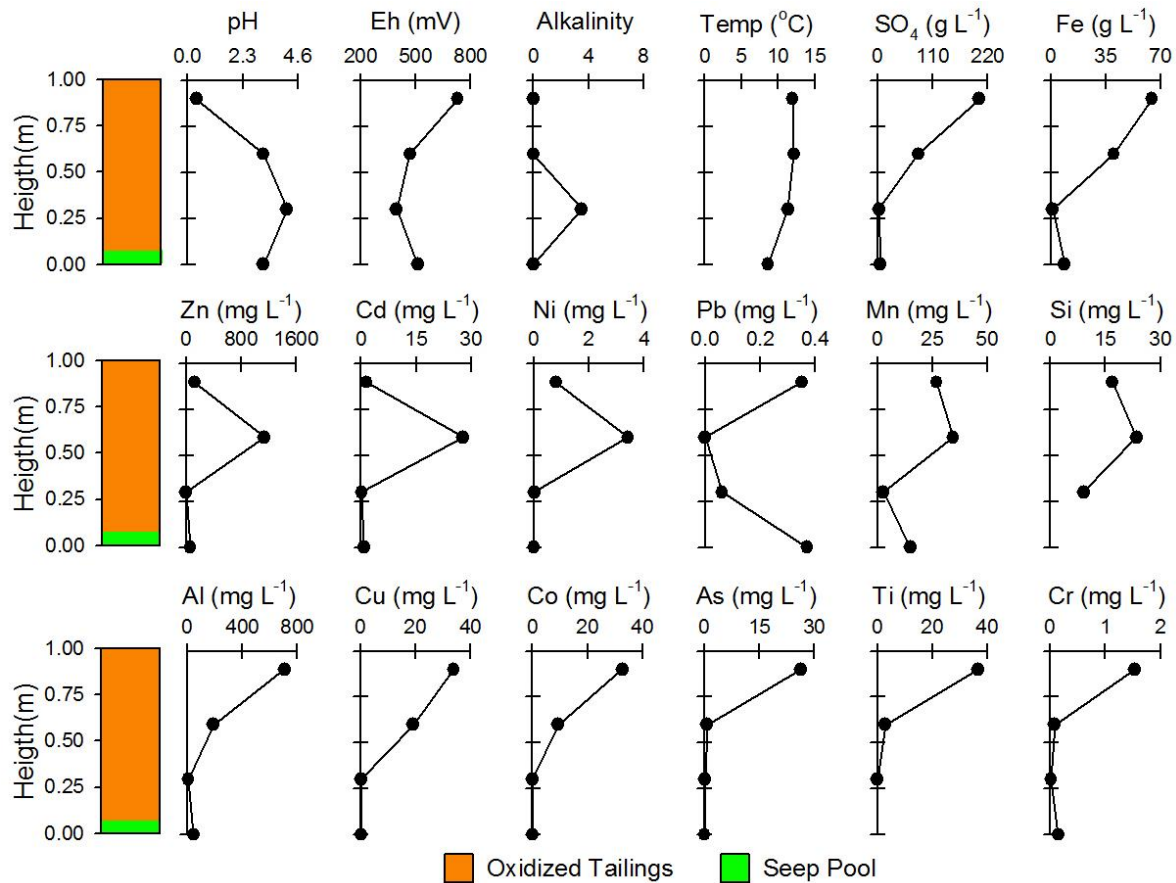 pH Eh (mV) Alkalinity Temp (°C) SO₄ (g L⁻¹) Fe (g L⁻¹)
0.0 2.3 4.6 200 500 800 0 4 8 0 5 10 15 0 110 220 0 35 70
1.00
0.75
0.50
0.25
0.00
Heigth(m)
Zn (mg L⁻¹) Cd (mg L⁻¹) Ni (mg L⁻¹) Pb (mg L⁻¹) Mn (mg L⁻¹) Si (mg L⁻¹)
0 800 1600 0 15 30 0 2 4 0.0 0.2 0.4 0 25 50 0 15 30
1.00
0.75
0.50
0.25
0.00
Heigth(m)
Al (mg L⁻¹) Cu (mg L⁻¹) Co (mg L⁻¹) As (mg L⁻¹) Ti (mg L⁻¹) Cr (mg L⁻¹)
0 400 800 0 20 40 0 20 40 0 15 30 0 20 40 0 1 2
1.00
0.75
0.50
0.25
0.00
Heigth(m)
Oxidized Tailings Seep Pool